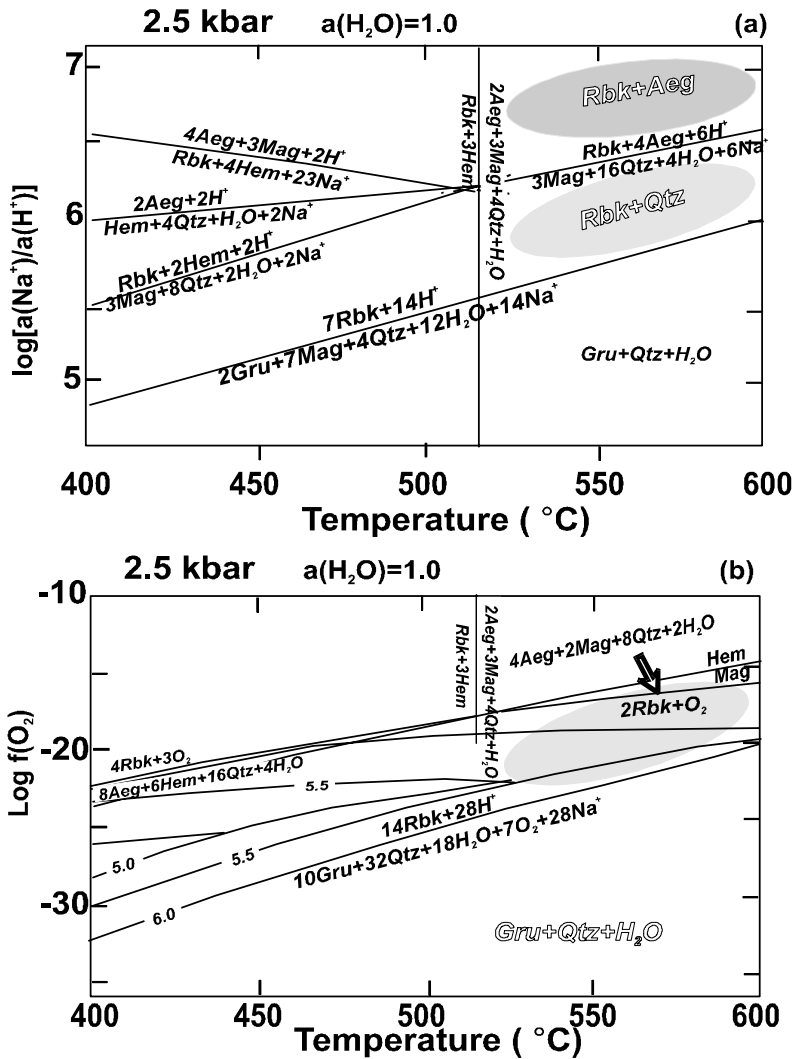 2.5 kbar a(H₂O)=1.0 (a)
7
Rbk+Aeg
Rbk+3Hem
2Aeg+3Mag+4Qtz+H₂O
4Aeg+3Mag+2H⁺
Rbk+4Hem+23Na⁺
Rbk+4Aeg+6H⁺
3Mag+16Qtz+4H₂O+6Na⁺
2Aeg+2H⁺
Hem+4Qtz+H₂O+2Na⁺
6
Rbk+Qtz
Rbk+2Hem+2H⁺
3Mag+8Qtz+2H₂O+2Na⁺
7Rbk+14H⁺
2Gru+7Mag+4Qtz+12H₂O+14Na⁺
Gru+Qtz+H₂O
5
log[a(Na⁺)/a(H⁺)]
400 450 500 550 600
Temperature ( °C)
2.5 kbar a(H₂O)=1.0 (b)
-10
Rbk+3Hem
2Aeg+3Mag+4Qtz+H₂O
4Aeg+2Mag+8Qtz+2H₂O
Hem
Mag
2Rbk+O₂
-20
4Rbk+3O₂
8Aeg+6Hem+16Qtz+4H₂O
5.5
14Rbk+28H⁺
10Gru+32Qtz+18H₂O+7O₂+28Na⁺
5.0
5.5
6.0
-30
Gru+Qtz+H₂O
Log f(O₂)
400 450 500 550 600
Temperature ( °C)